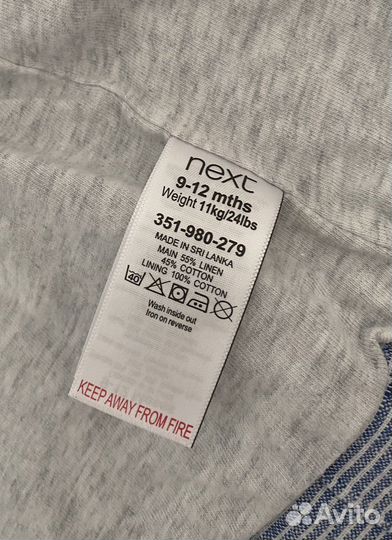 next
9-12 mths
Weight 11kg/24lbs
351-980-279
MADE IN SRI LANKA
MAIN 55% LINEN
45% COTTON
LINING 100% COTTON
40
Wash inside out
Iron on reverse
KEEP AWAY FROM FIRE
Avito